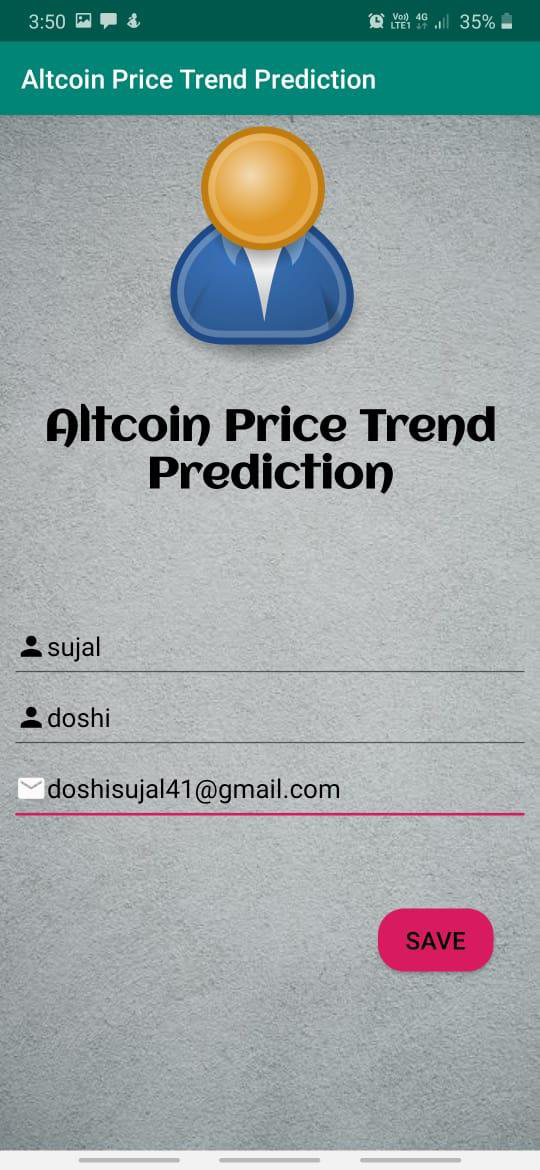 3:50 Vo)) LTE1 4G 35%
Altcoin Price Trend Prediction
Altcoin Price Trend
Prediction
sujal
doshi
doshisujal41@gmail.com
SAVE